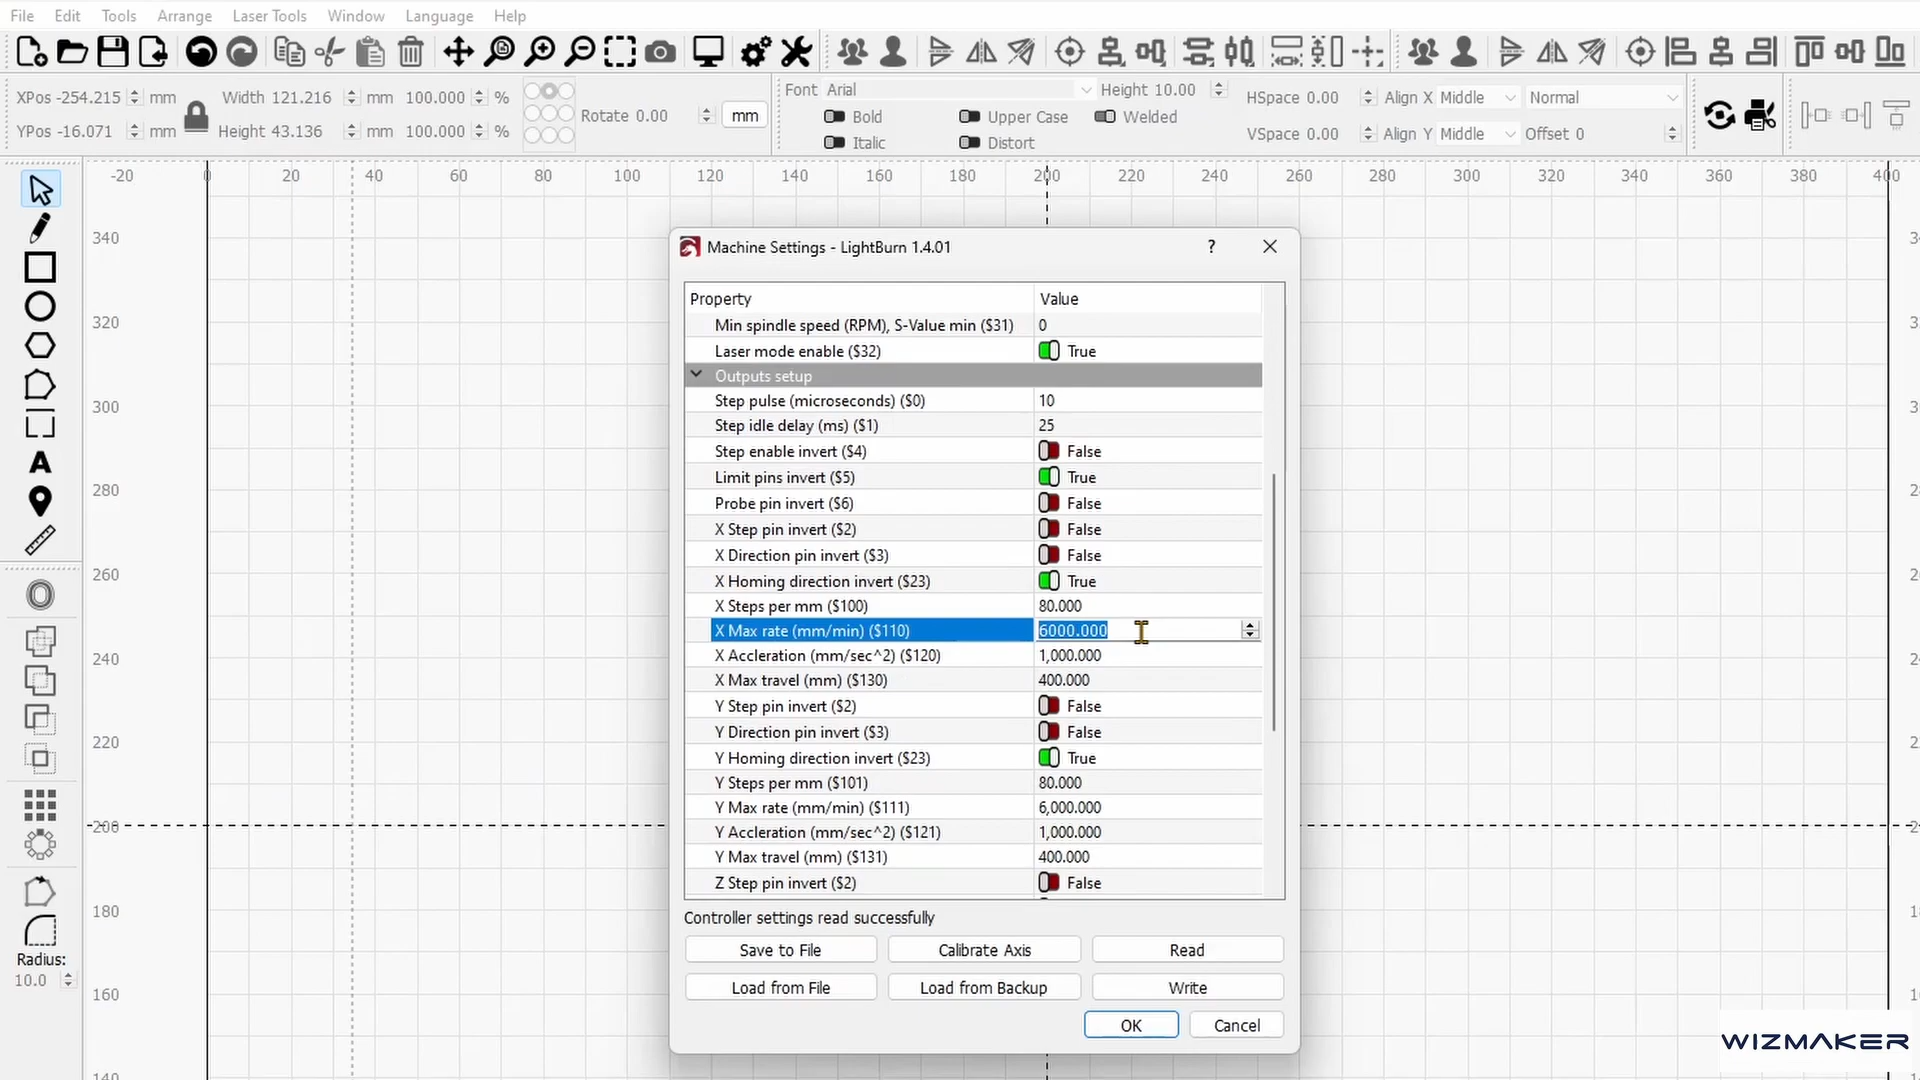 File Edit Tools Arrange Laser Tools Window Language Help
XPos -254.215 mm Width 121.216 mm 100.000 %
YPos -16.071 mm Height 43.136 mm 100.000 %
Rotate 0.00 mm
Font Arial Height 10.00 HSpace 0.00 Align X Middle Normal
Bold Upper Case Welded
Italic Distort VSpace 0.00 Align Y Middle Offset 0
-20 0 20 40 60 80 100 120 140 160 180 200 220 240 260 280 300 320 340 360 380 400
340
320
300
280
260
240
220
200
180
160
140
Radius:
10.0
Machine Settings - LightBurn 1.4.01 ?
Property Value
Min spindle speed (RPM), S-Value min ($31) 0
Laser mode enable ($32) True
Outputs setup
Step pulse (microseconds) ($0) 10
Step idle delay (ms) ($1) 25
Step enable invert ($4) False
Limit pins invert ($5) True
Probe pin invert ($6) False
X Step pin invert ($2) False
X Direction pin invert ($3) False
X Homing direction invert ($23) True
X Steps per mm ($100) 80.000
X Max rate (mm/min) ($110) 6000.000
X Accleration (mm/sec^2) ($120) 1,000.000
X Max travel (mm) ($130) 400.000
Y Step pin invert ($2) False
Y Direction pin invert ($3) False
Y Homing direction invert ($23) True
Y Steps per mm ($101) 80.000
Y Max rate (mm/min) ($111) 6,000.000
Y Accleration (mm/sec^2) ($121) 1,000.000
Y Max travel (mm) ($131) 400.000
Z Step pin invert ($2) False
Controller settings read successfully
Save to File Calibrate Axis Read
Load from File Load from Backup Write
OK Cancel
WIZMAKER